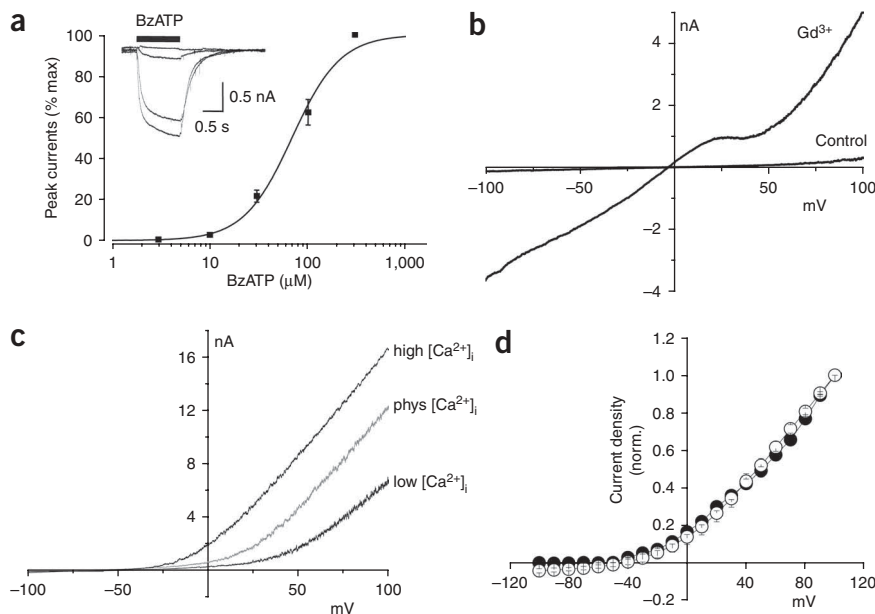 a
BzATP
100
80
60
40
20
0
Peak currents (% max)
0.5 nA
0.5 s
1 10 100 1,000
BzATP (μM)
b
nA
Gd3+
4
2
Control
−100 −50 50 100
mV
−2
−4
c
nA
16
12
8
4
high [Ca2+]i
phys [Ca2+]i
low [Ca2+]i
−100 −50 0 50 100
mV
d
1.2
1.0
0.8
0.6
0.4
0.2
−0.2
Current density
(norm.)
−120 −80 −40 0 40 80 120
mV